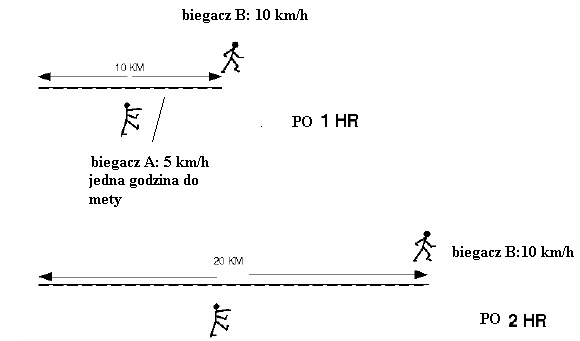 biegacz B: 10 km/h
10 KM
PO 1 HR
biegacz A: 5 km/h
jedna godzina do
mety
20 KM
biegacz B:10 km/h
PO 2 HR